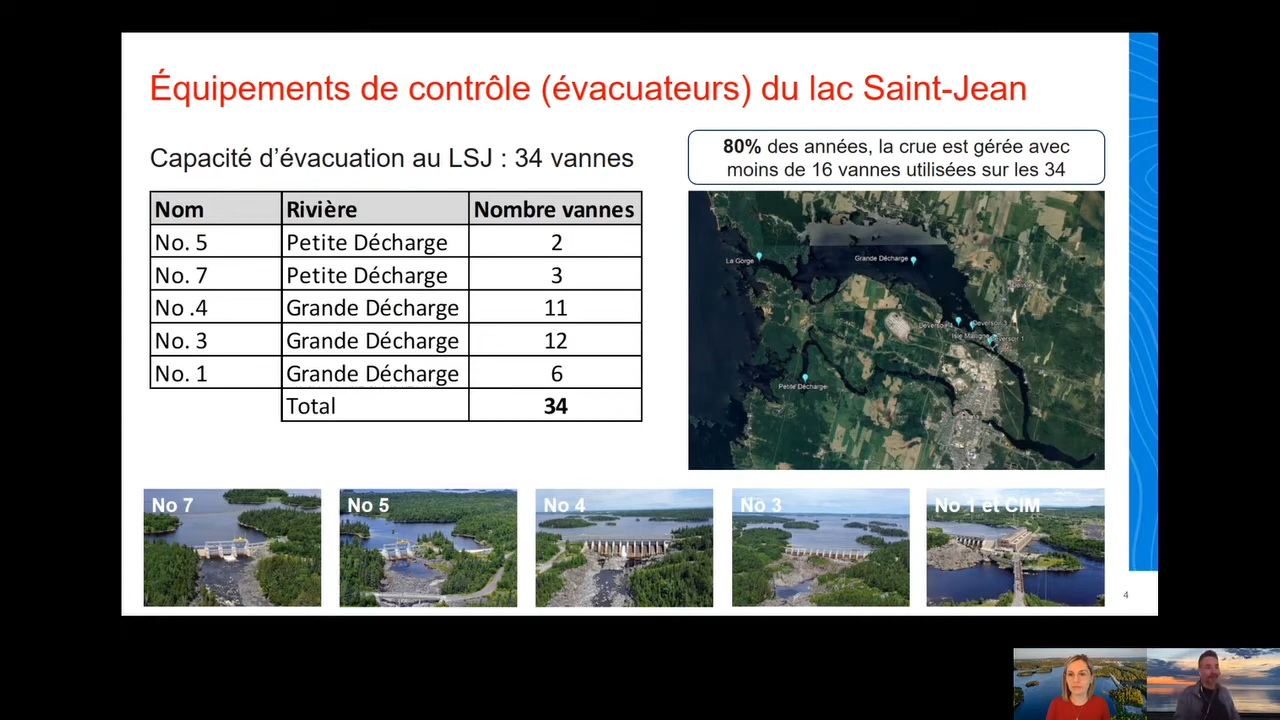 Équipements de contrôle (évacuateurs) du lac Saint-Jean
Capacité d’évacuation au LSJ : 34 vannes
80% des années, la crue est gérée avec
moins de 16 vannes utilisées sur les 34
Nom Rivière Nombre vannes
No. 5 Petite Décharge 2
No. 7 Petite Décharge 3
No .4 Grande Décharge 11
No. 3 Grande Décharge 12
No. 1 Grande Décharge 6
Total 34
La Gorge
Grande Décharge
Petite Décharge
No 7
No 5
No 4
No 3
No 1 et CIM
4